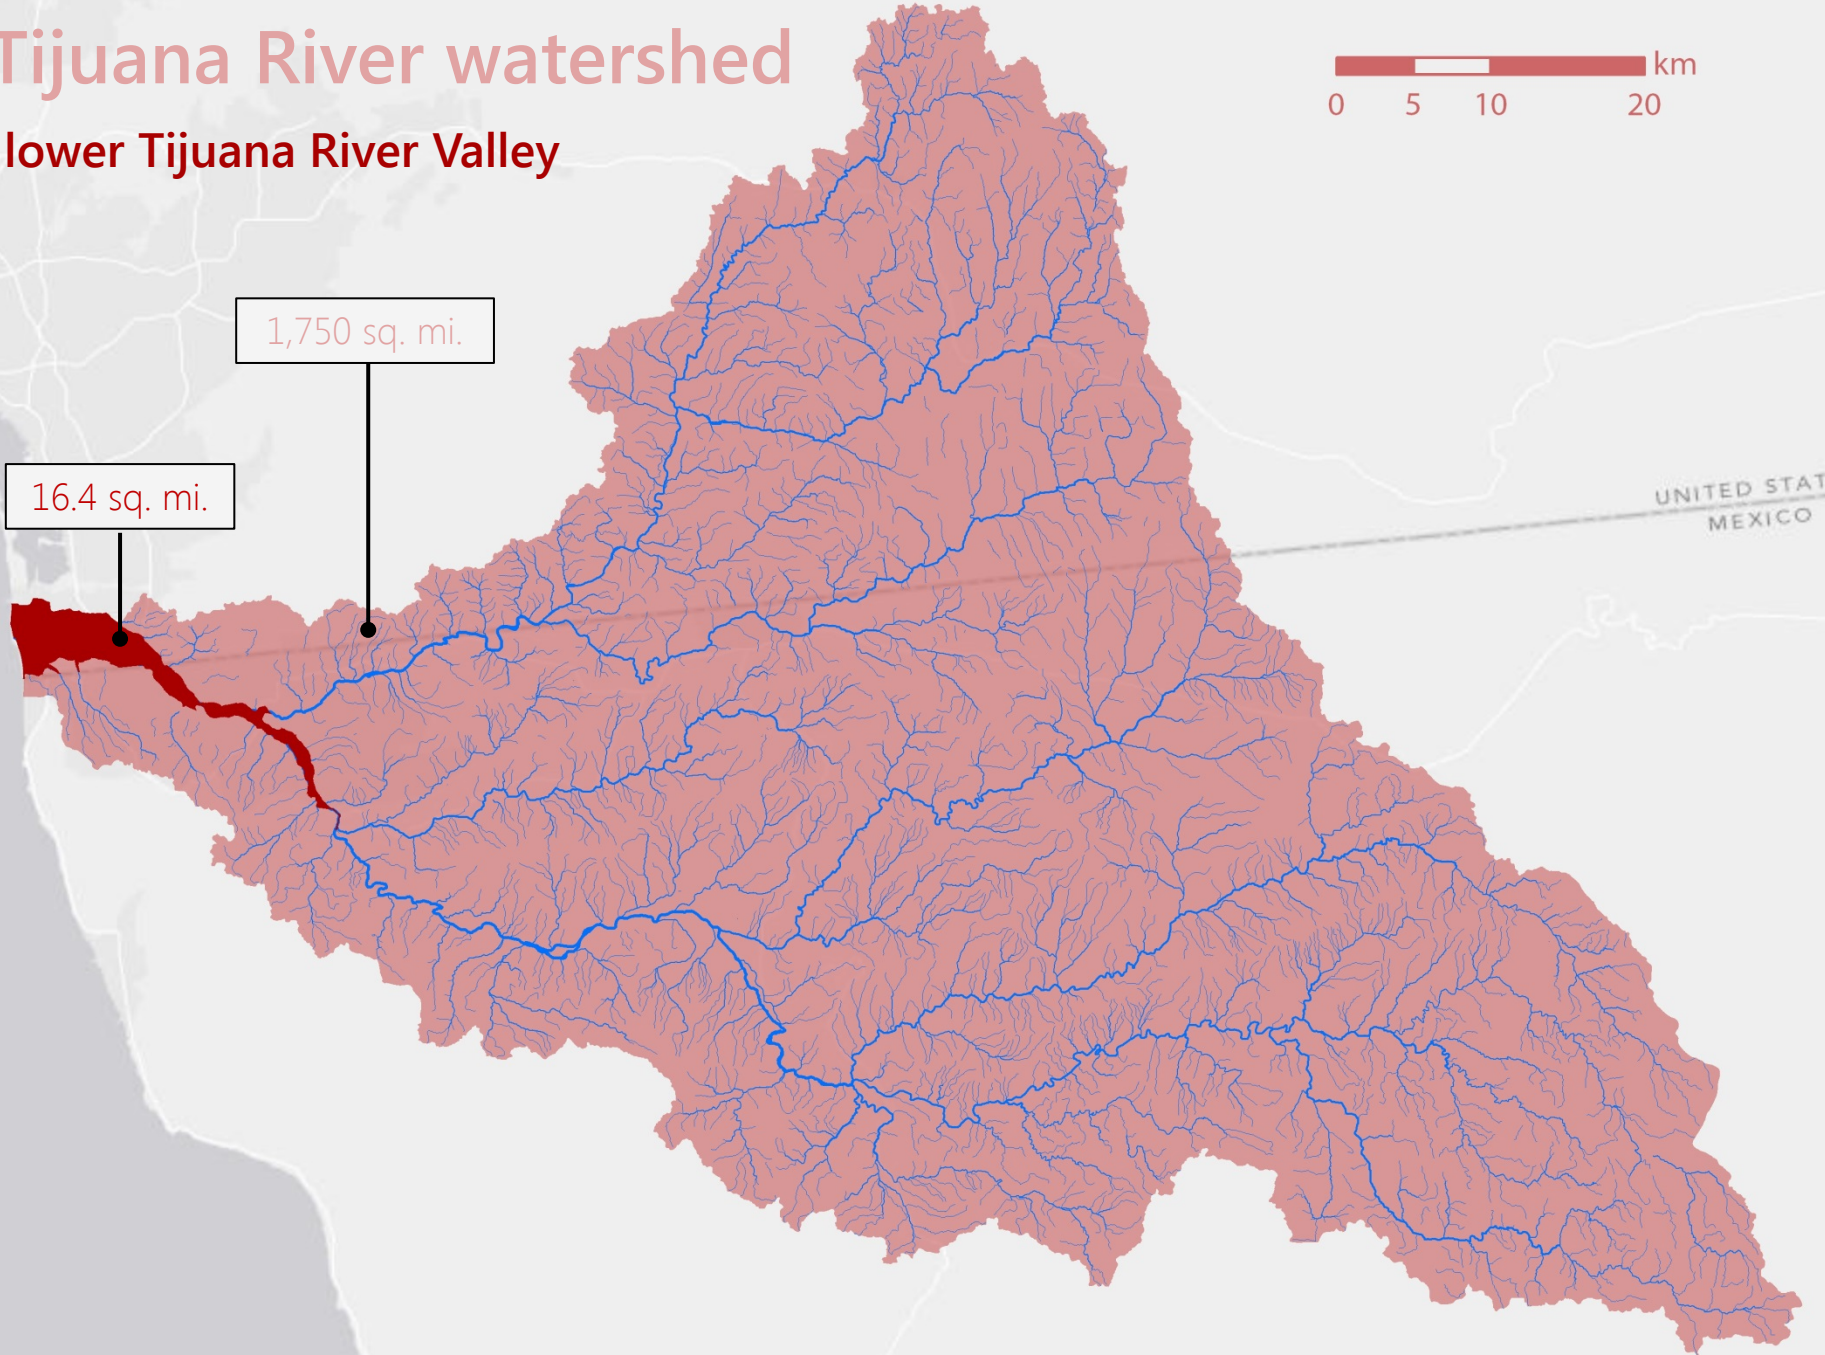 Tijuana River watershed
lower Tijuana River Valley
km
0 5 10 20
1,750 sq. mi.
16.4 sq. mi.
UNITED STAT
MEXICO